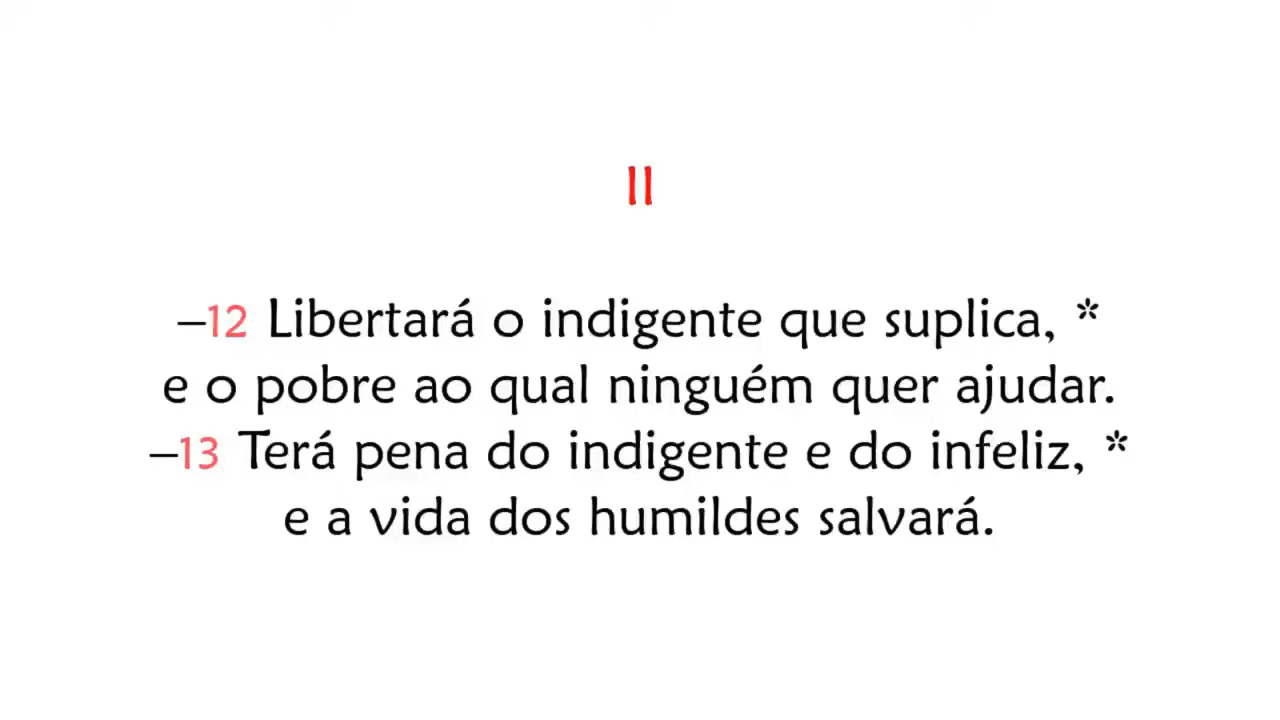 II
–12 Libertará o indigente que suplica, *
e o pobre ao qual ninguém quer ajudar.
–13 Terá pena do indigente e do infeliz, *
e a vida dos humildes salvará.